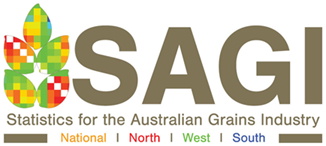 SAGI
Statistics for the Australian Grains Industry
National | North | West | South